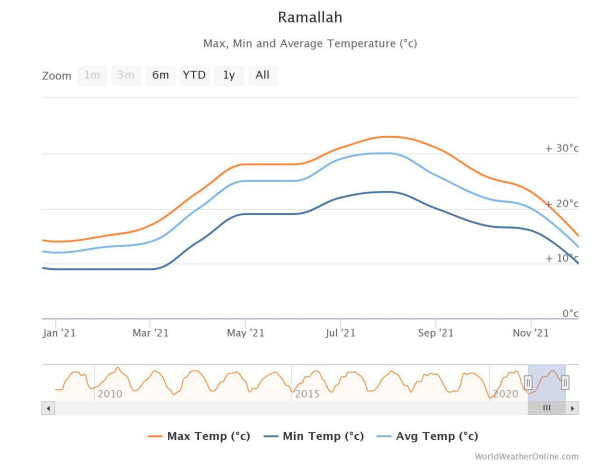 Ramallah
Max, Min and Average Temperature (°c)
Zoom 1m 3m 6m YTD 1y All
+ 30°c
+ 20°c
+ 10°c
0°c
Jan '21 Mar '21 May '21 Jul '21 Sep '21 Nov '21
2010 2015 2020
Max Temp (°c) Min Temp (°c) Avg Temp (°c)
WorldWeatherOnline.com